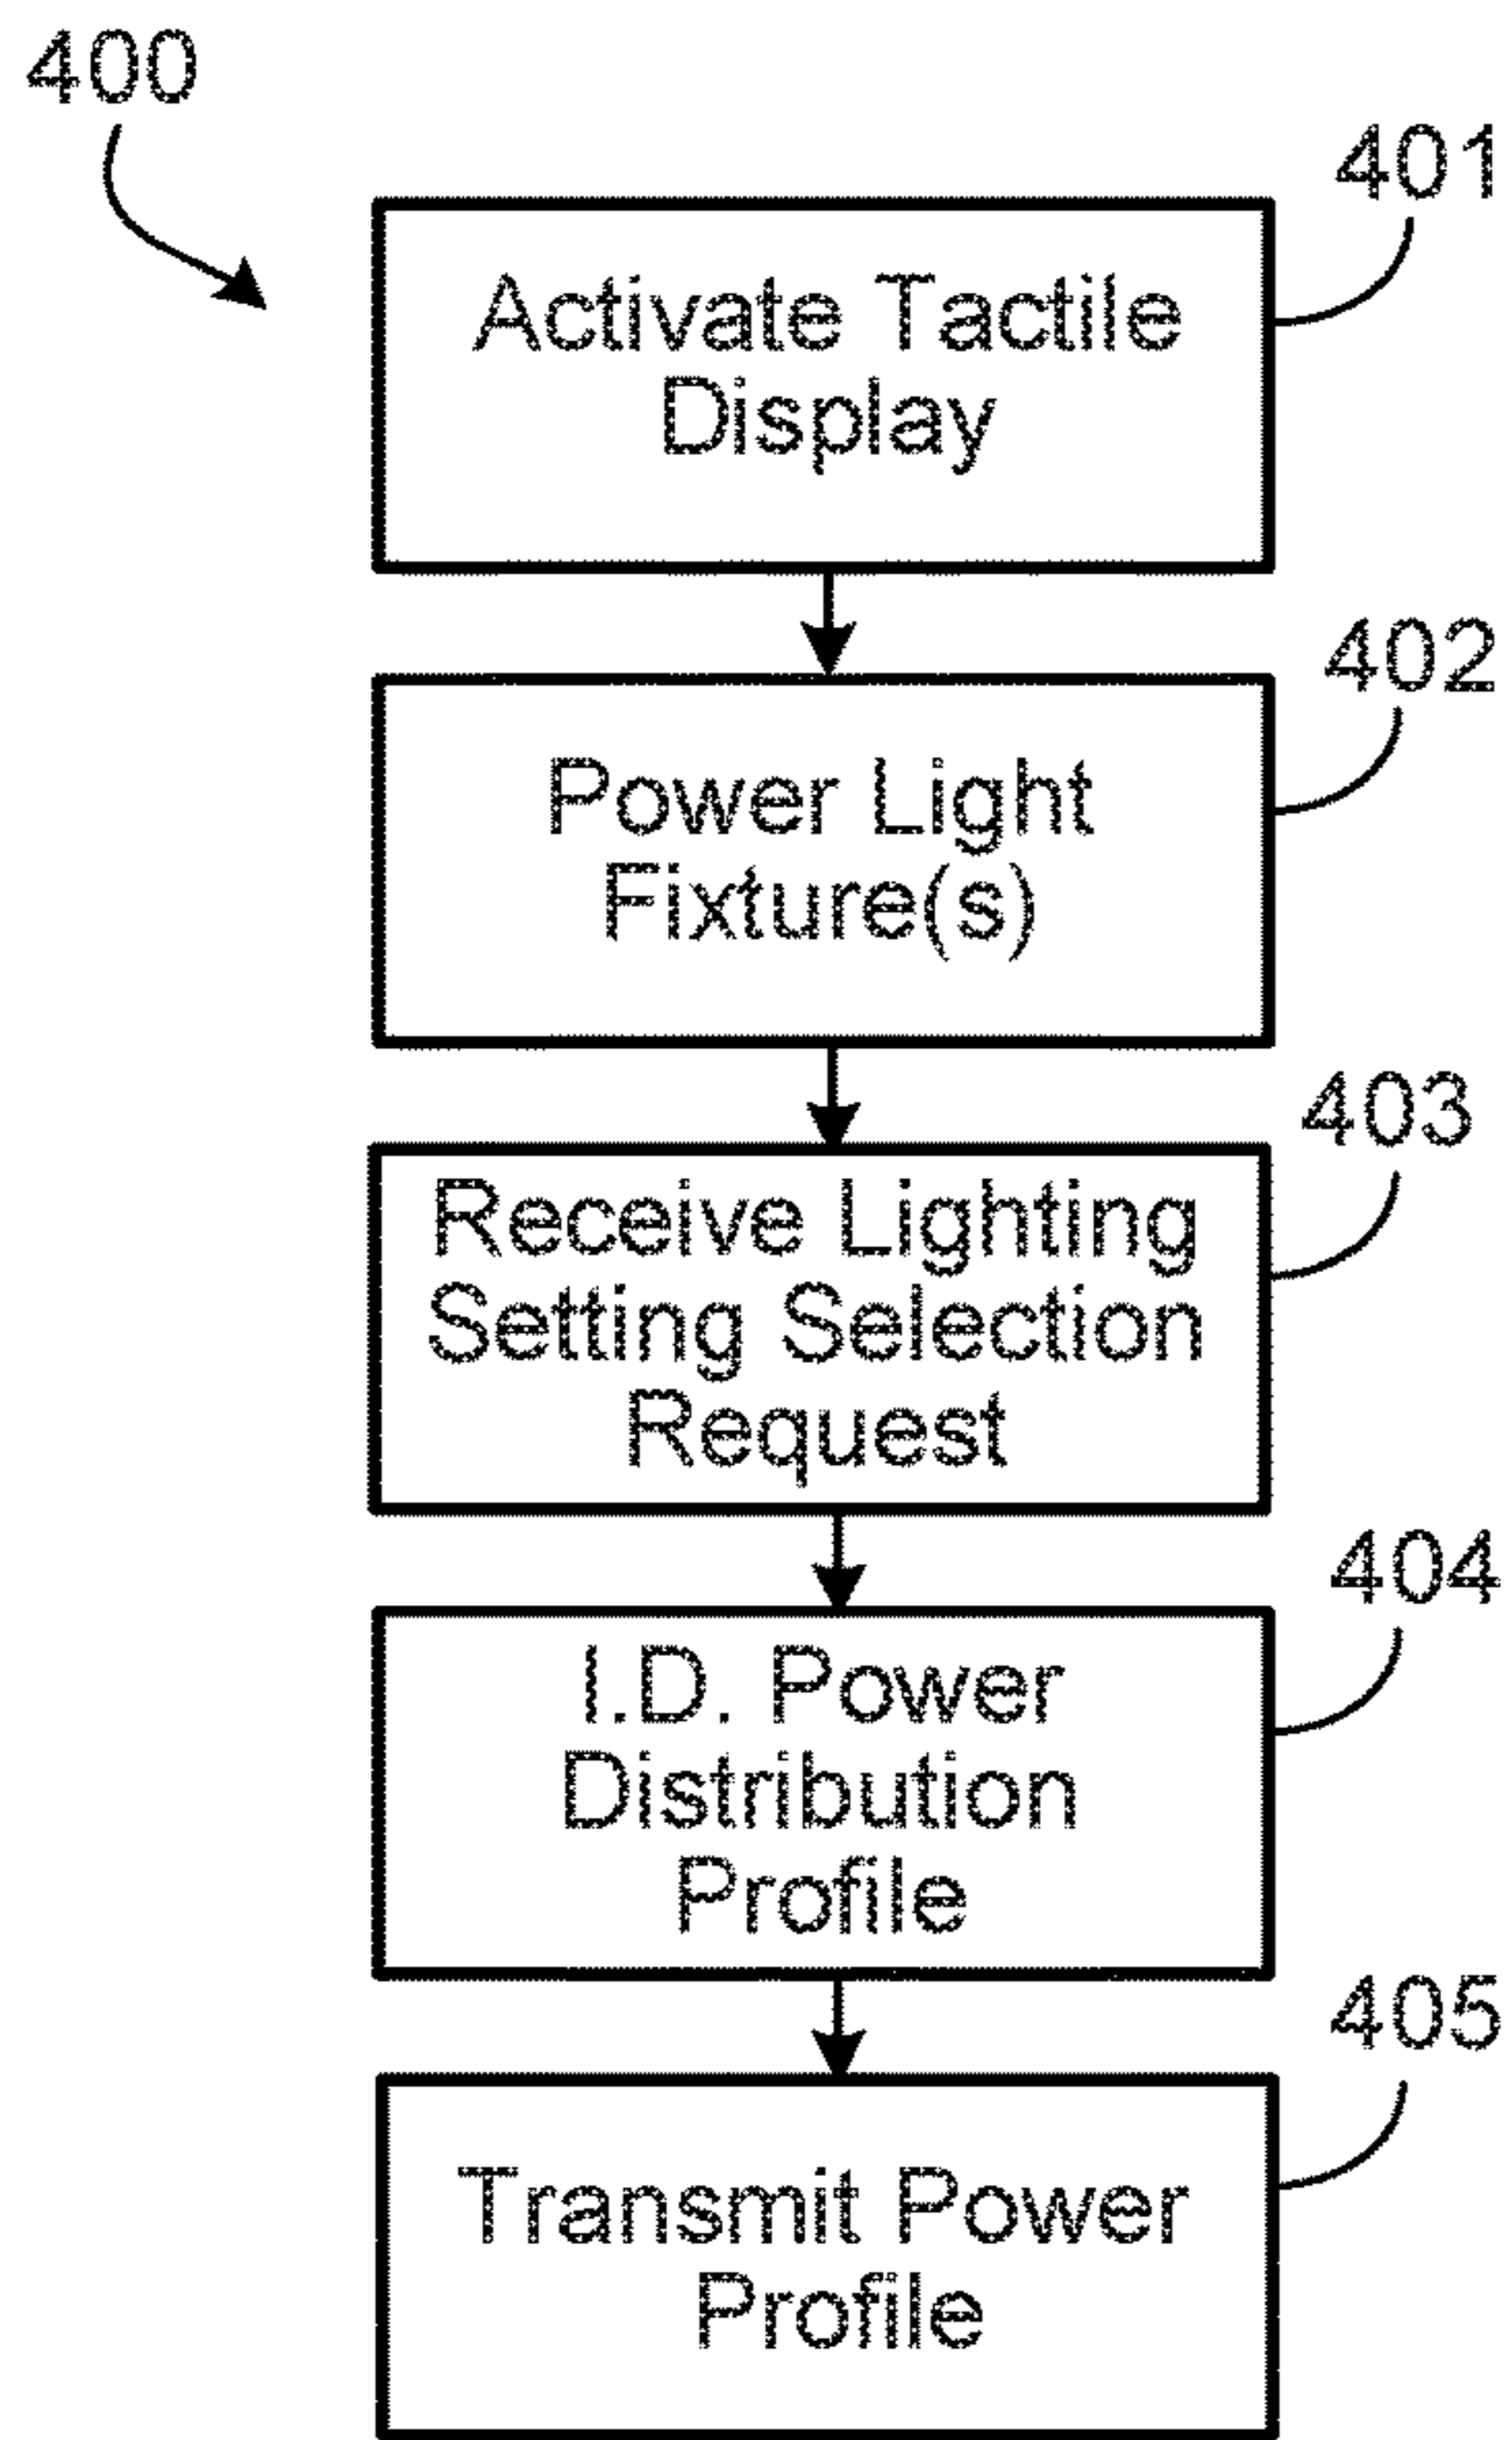 400
401
Activate Tactile
Display
402
Power Light
Fixture(s)
403
Receive Lighting
Setting Selection
Request
404
I.D. Power
Distribution
Profile
405
Transmit Power
Profile